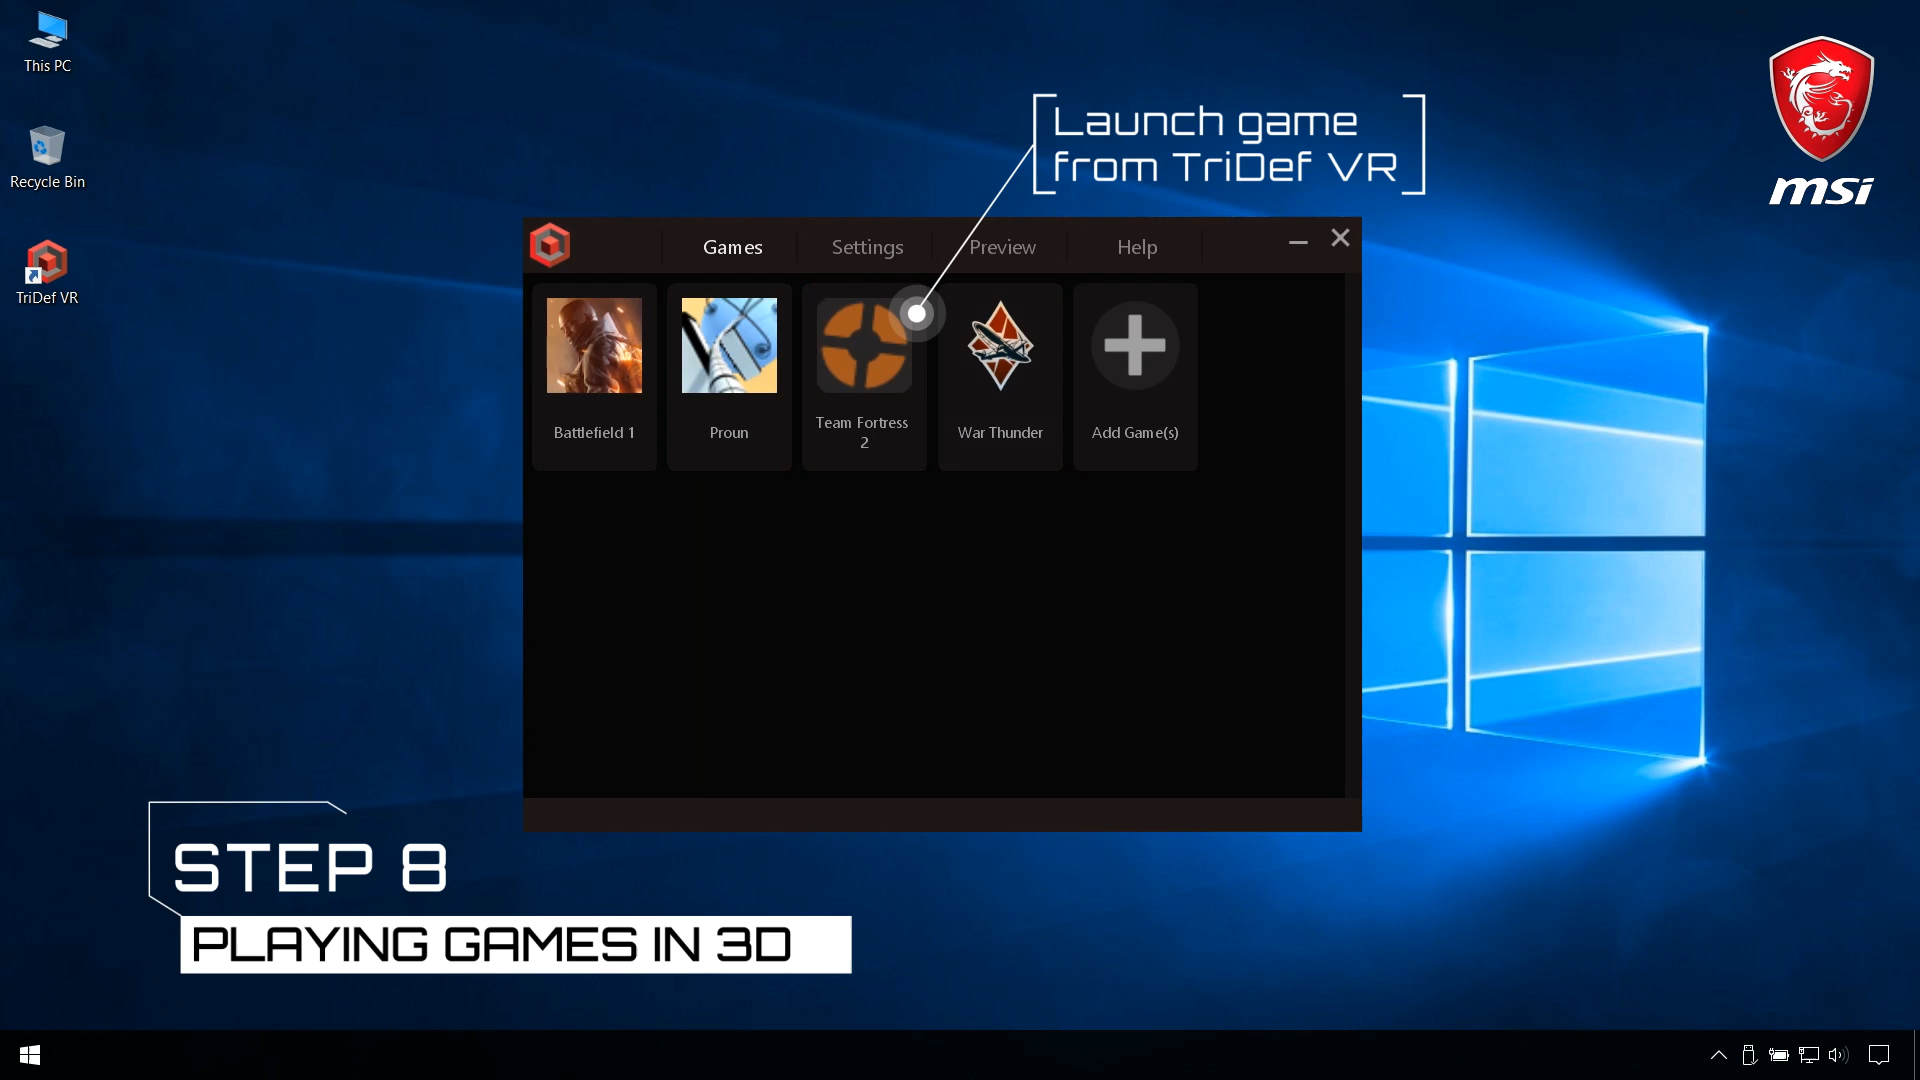 This PC
Recycle Bin
TriDef VR
Launch game
from TriDef VR
msi
Games
Settings
Preview
Help
Battlefield 1
Proun
Team Fortress
2
War Thunder
Add Game(s)
STEP 8
PLAYING GAMES IN 3D